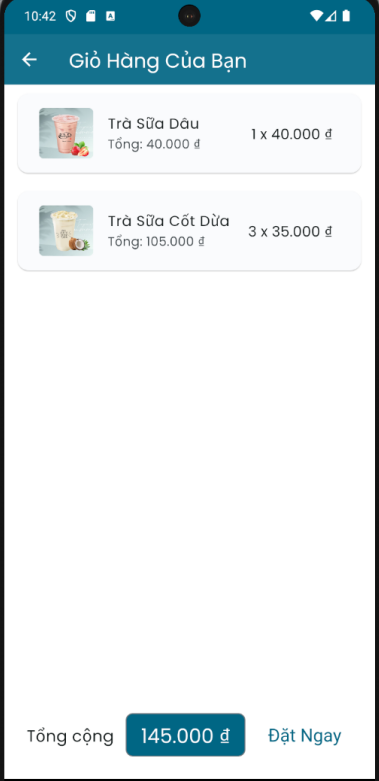 10:42
Giỏ Hàng Của Bạn
Trà Sữa Dâu
Tổng: 40.000 ₫
1 x 40.000 ₫
Trà Sữa Cốt Dừa
Tổng: 105.000 ₫
3 x 35.000 ₫
Tổng cộng 145.000 ₫ Đặt Ngay